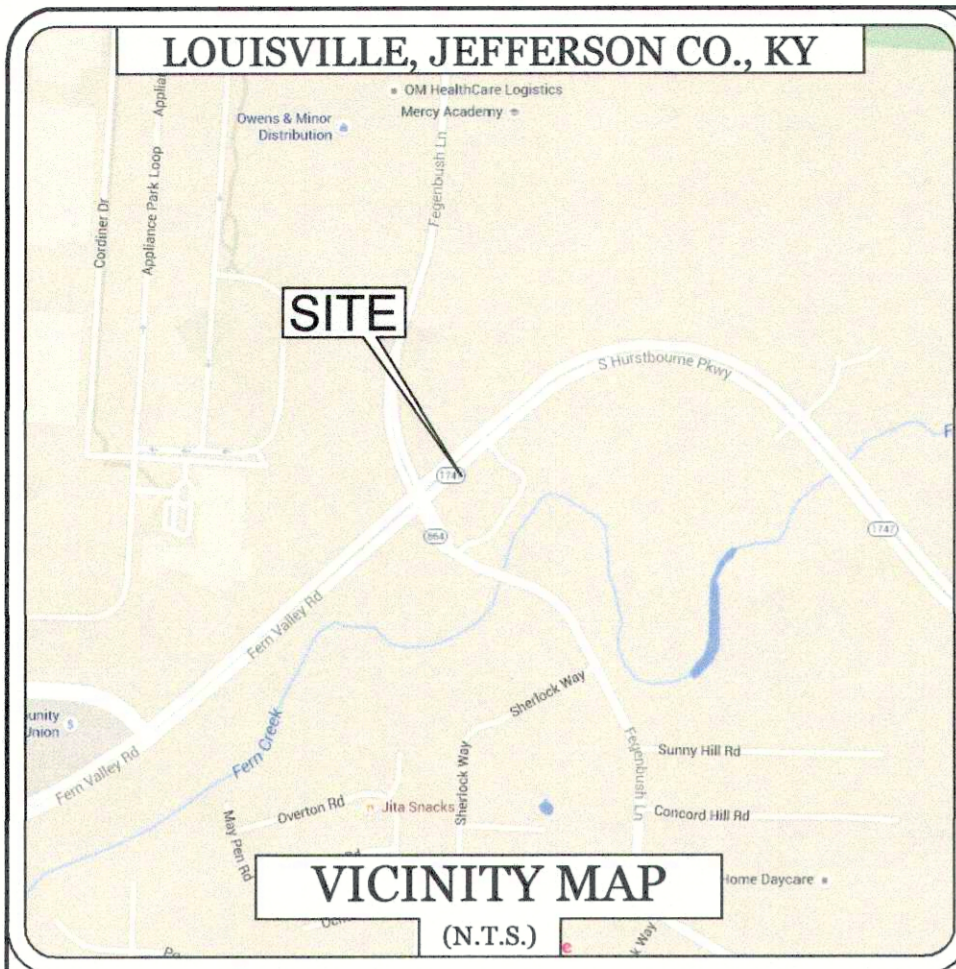 LOUISVILLE, JEFFERSON CO., KY
OM HealthCare Logistics
Mercy Academy
Owens & Minor
Distribution
Fegenbush Ln
Appliance Park Loop
Cordiner Dr
SITE
S Hurstbourne Pkwy
1747
864
1747
Fern Valley Rd
Sherlock Way
Fern Creek
Fegenbush Ln
Sunny Hill Rd
Sherlock Way
Fern Valley Rd
Overton Rd
Jita Snacks
Concord Hill Rd
May Pen Rd
VICINITY MAP
Home Daycare
(N.T.S.)